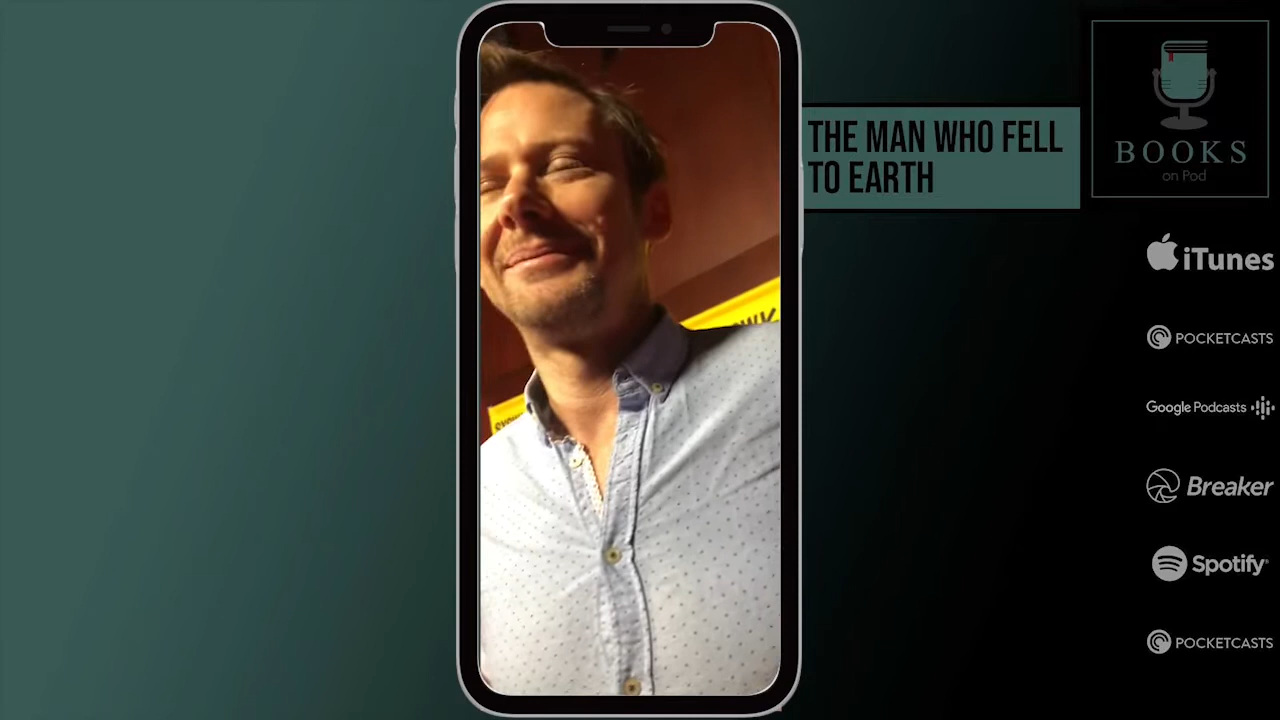 THE MAN WHO FELL
TO EARTH
BOOKS
on Pod
iTunes
POCKETCASTS
Google Podcasts
Breaker
Spotify
POCKETCASTS